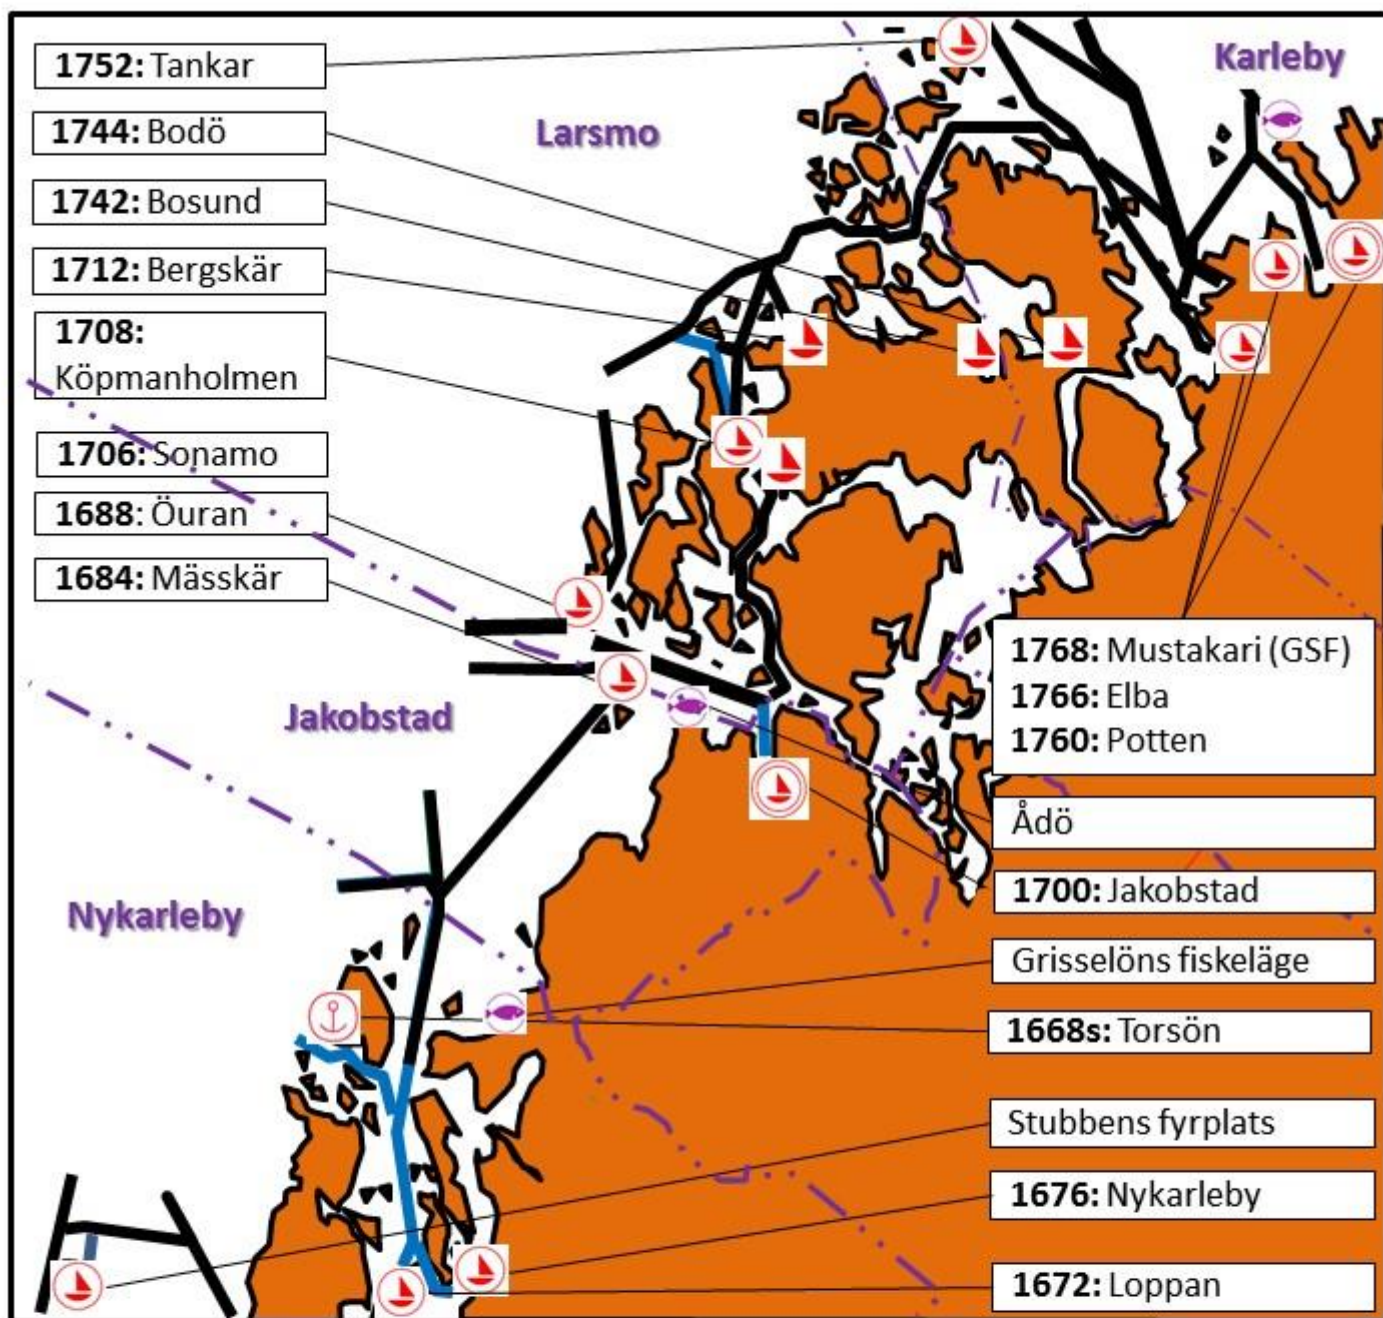 1752: Tankar
1744: Bodö
1742: Bosund
1712: Bergskär
1708:
Köpmanholmen
1706: Sonamo
1688: Öuran
1684: Mässkär
Larsmo
Karleby
Jakobstad
Nykarleby
1768: Mustakari (GSF)
1766: Elba
1760: Potten
Ådö
1700: Jakobstad
Grisselöns fiskeläge
1668s: Torsön
Stubbens fyrplats
1676: Nykarleby
1672: Loppan